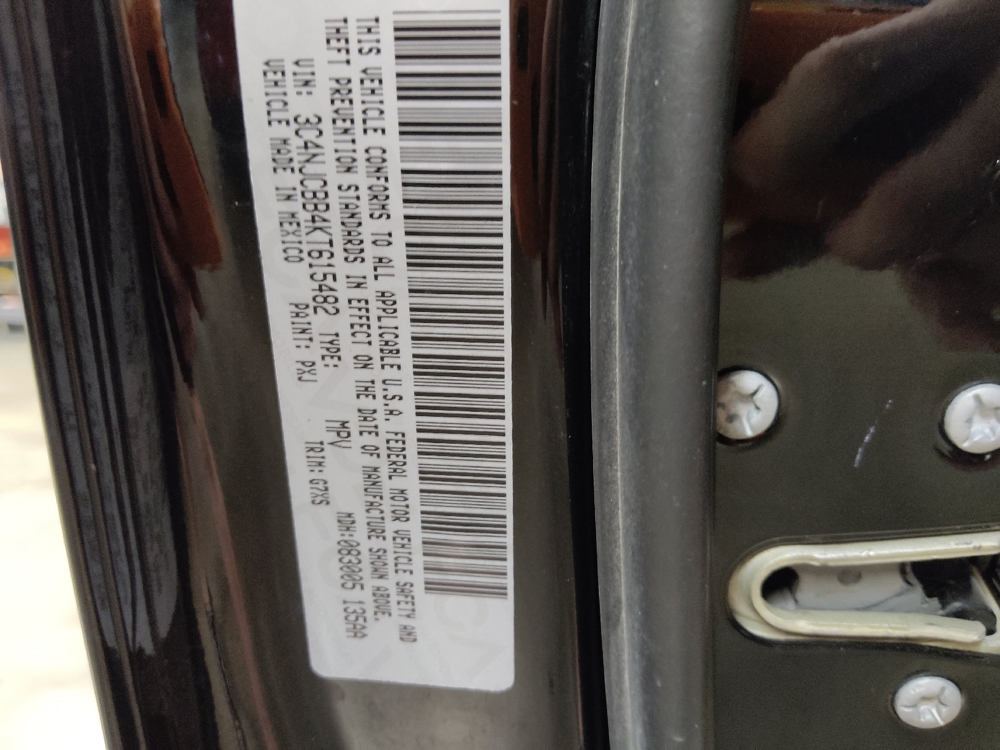 THIS VEHICLE CONFORMS TO ALL APPLICABLE U.S.A. FEDERAL MOTOR VEHICLE SAFETY AND
THEFT PREVENTION STANDARDS IN EFFECT ON THE DATE OF MANUFACTURE SHOWN ABOVE.
VIN: 3C4NJCBB4KT615482 TYPE: MPV MDH:083005 135AA
VEHICLE MADE IN MEXICO PAINT: PXJ TRIM: G7XS